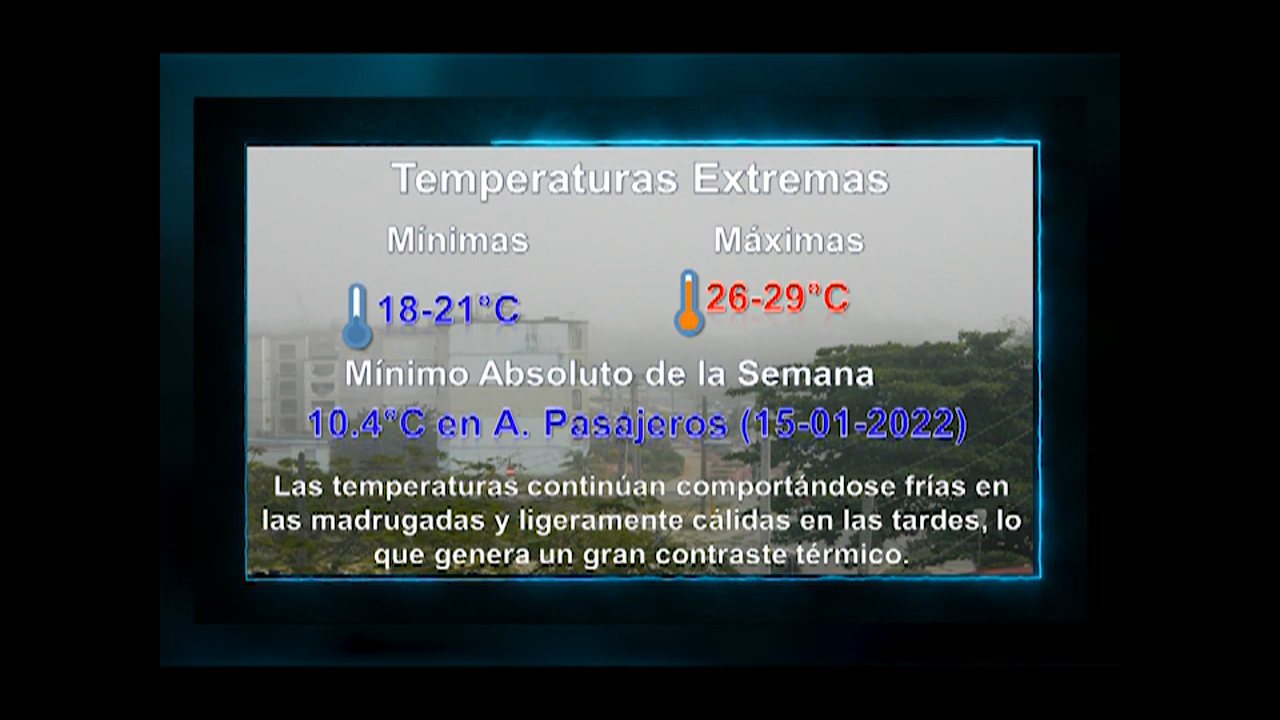 Temperaturas Extremas
Mínimas
Máximas
18-21°C
26-29°C
Mínimo Absoluto de la Semana
10.4°C en A. Pasajeros (15-01-2022)
Las temperaturas continúan comportándose frías en
las madrugadas y ligeramente cálidas en las tardes, lo
que genera un gran contraste térmico.